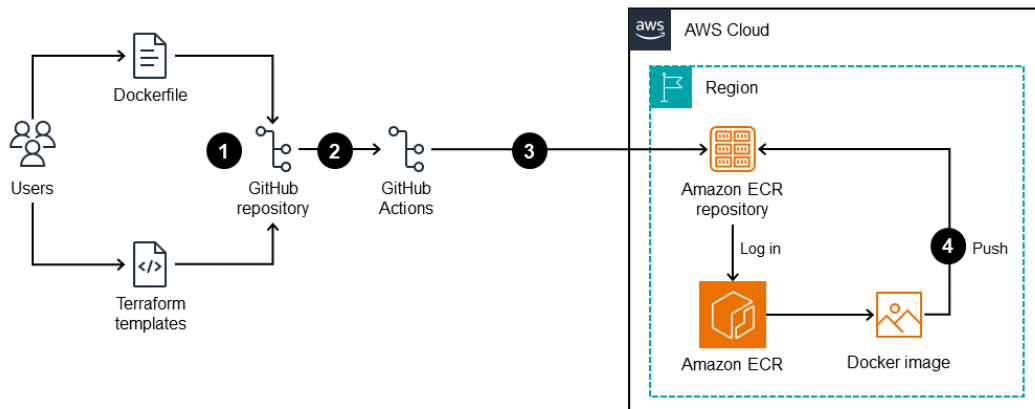 aws
AWS Cloud
Region
Dockerfile
Users
1
2
3
GitHub
repository
GitHub
Actions
Amazon ECR
repository
Log in
4
Push
</>
Terraform
templates
Amazon ECR
Docker image